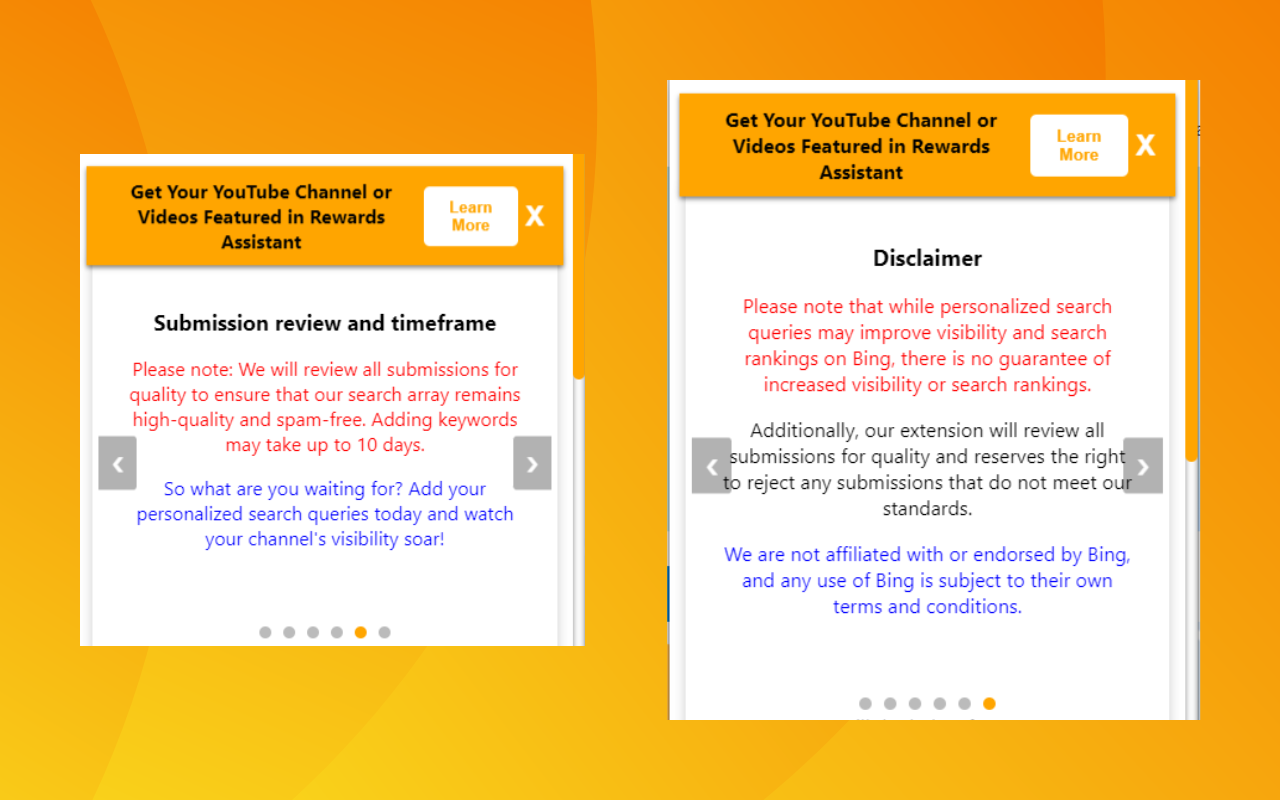 Get Your YouTube Channel or
Videos Featured in Rewards
Assistant
Learn
More
X
Submission review and timeframe
Please note: We will review all submissions for
quality to ensure that our search array remains
high-quality and spam-free. Adding keywords
may take up to 10 days.
So what are you waiting for? Add your
personalized search queries today and watch
your channel's visibility soar!
❮
❯
Get Your YouTube Channel or
Videos Featured in Rewards
Assistant
Learn
More
X
Disclaimer
Please note that while personalized search
queries may improve visibility and search
rankings on Bing, there is no guarantee of
increased visibility or search rankings.
Additionally, our extension will review all
submissions for quality and reserves the right
to reject any submissions that do not meet our
standards.
We are not affiliated with or endorsed by Bing,
and any use of Bing is subject to their own
terms and conditions.
❮
❯